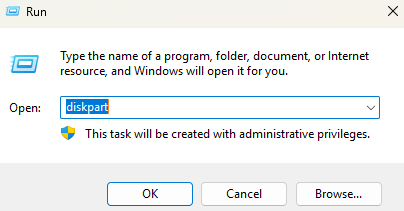 Run
Type the name of a program, folder, document, or Internet
resource, and Windows will open it for you.
Open: diskpart
This task will be created with administrative privileges.
OK Cancel Browse...